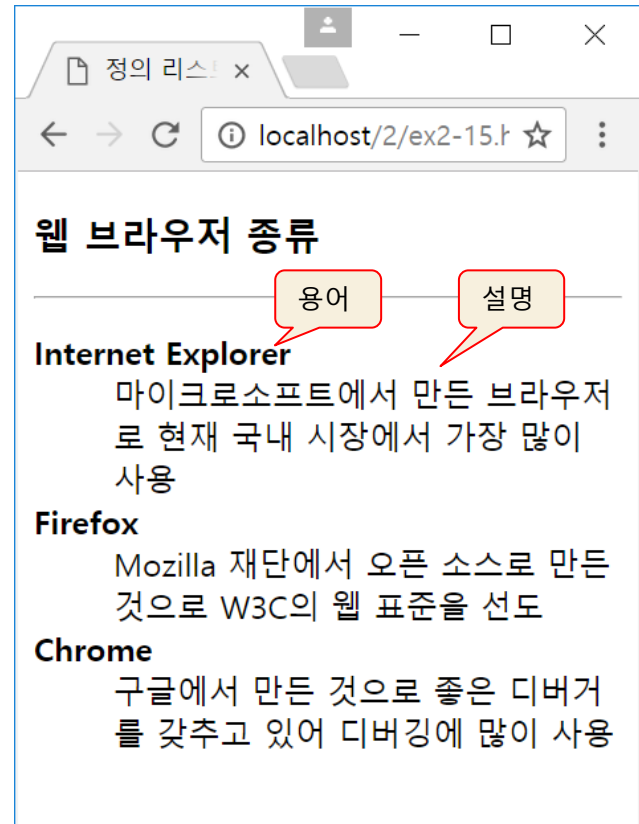 정의 리스
localhost/2/ex2-15.h
웹 브라우저 종류
용어
설명
Internet Explorer
마이크로소프트에서 만든 브라우저
로 현재 국내 시장에서 가장 많이
사용
Firefox
Mozilla 재단에서 오픈 소스로 만든
것으로 W3C의 웹 표준을 선도
Chrome
구글에서 만든 것으로 좋은 디버거
를 갖추고 있어 디버깅에 많이 사용